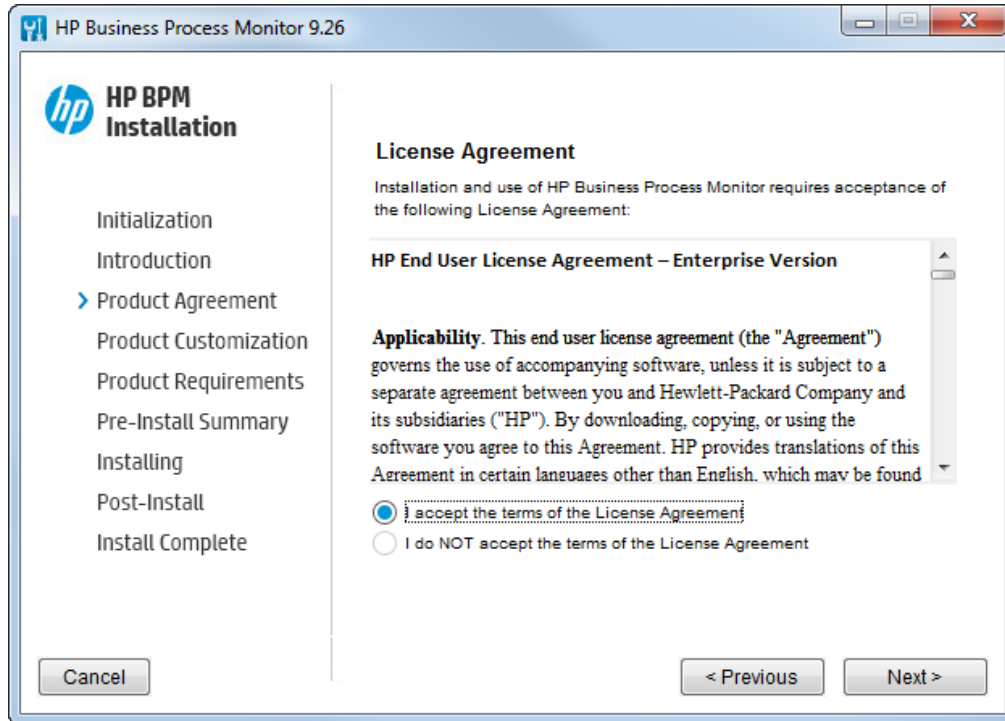 HP Business Process Monitor 9.26
hp
HP BPM
Installation
Initialization
Introduction
Product Agreement
Product Customization
Product Requirements
Pre-Install Summary
Installing
Post-Install
Install Complete
License Agreement
Installation and use of HP Business Process Monitor requires acceptance of
the following License Agreement:
HP End User License Agreement – Enterprise Version
Applicability. This end user license agreement (the "Agreement")
governs the use of accompanying software, unless it is subject to a
separate agreement between you and Hewlett-Packard Company and
its subsidiaries ("HP"). By downloading, copying, or using the
software you agree to this Agreement. HP provides translations of this
Agreement in certain languages other than English, which may be found
I accept the terms of the License Agreement
I do NOT accept the terms of the License Agreement
Cancel
< Previous
Next >